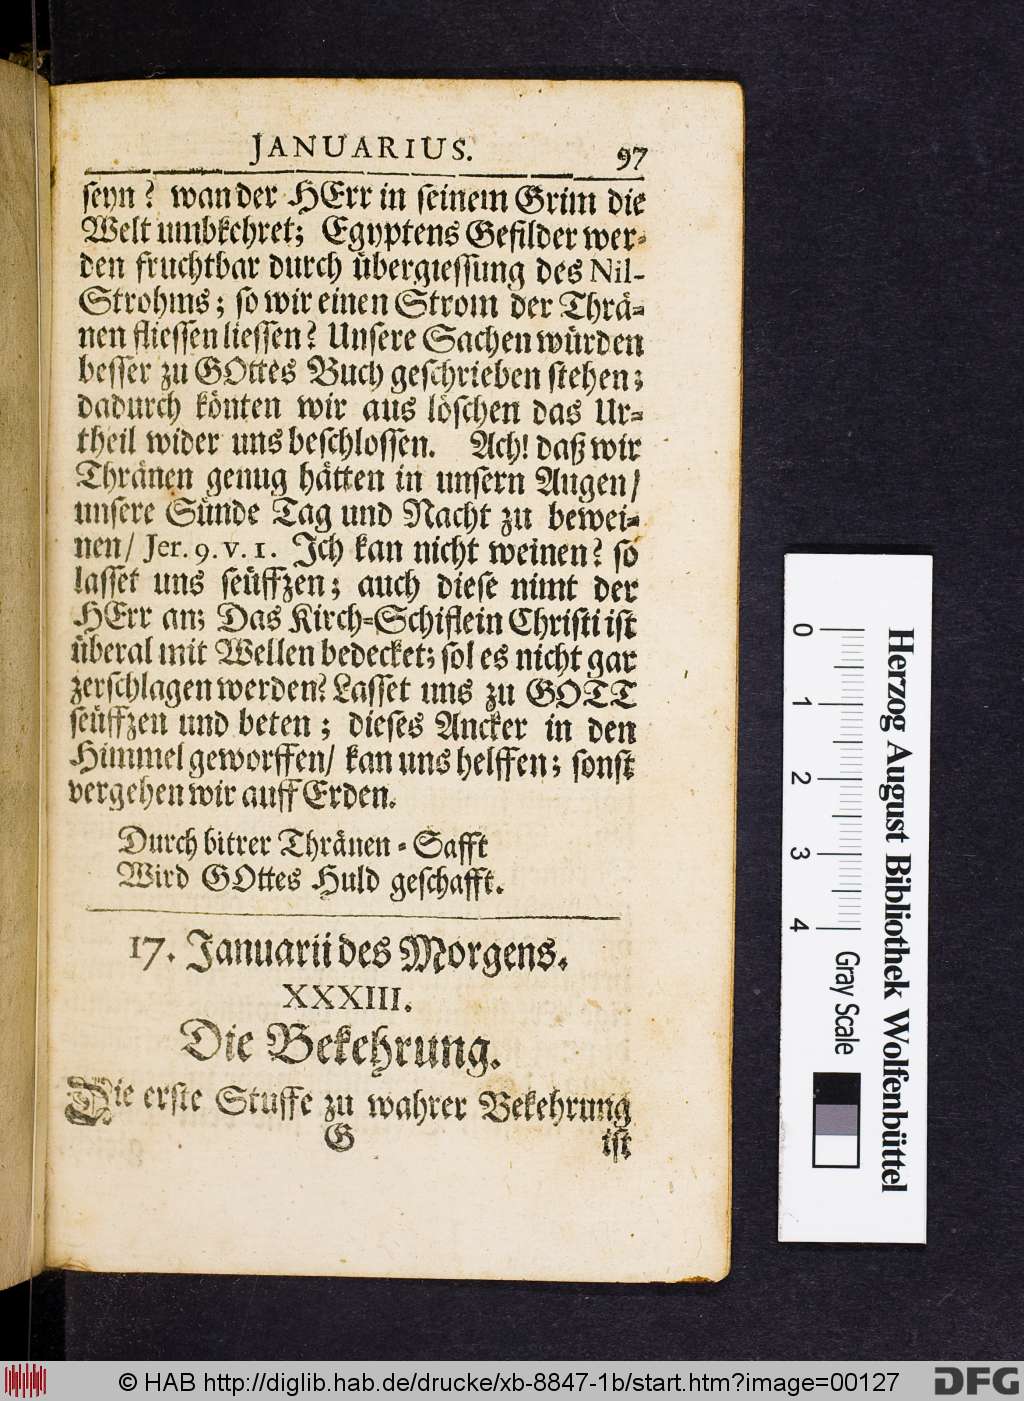 JANUARIUS. 97
seyn? wan der HErr in seinem Grim die
Welt umbkehret; Egyptens Gefilder wer-
den fruchtbar durch übergiessung des Nil-
Strohms; so wir einen Strom der Thrä-
nen fliessen liessen? Unsere Sachen würden
besser zu GOttes Buch geschrieben stehen;
dadurch könten wir aus löschen das Ur-
theil wider uns beschlossen. Ach! daß wir
Thränen genug hätten in unsern Augen/
unsere Sünde Tag und Nacht zu bewei-
nen/ Jer. 9. v. 1. Ich kan nicht weinen? so
lasset uns seüffzen; auch diese nimt der
HErr an; Das Kirch-Schiflein Christi ist
überal mit Wellen bedecket; sol es nicht gar
zerschlagen werden? Lasset uns zu GOTT
seüffzen und beten; dieses Ancker in den
Himmel geworffen/ kan uns helffen; sonst
vergehen wir auff Erden.
Durch bittrer Thränen-Safft
Wird GOttes Huld geschafft.
17. Januarii des Morgens.
XXXIII.
Die Bekehrung.
Die erste Stuffe zu wahrer Bekehrung
G ist
0 1 2 3 4
Gray Scale
Herzog August Bibliothek Wolfenbüttel
© HAB http://diglib.hab.de/drucke/xb-8847-1b/start.htm?image=00127
DFG